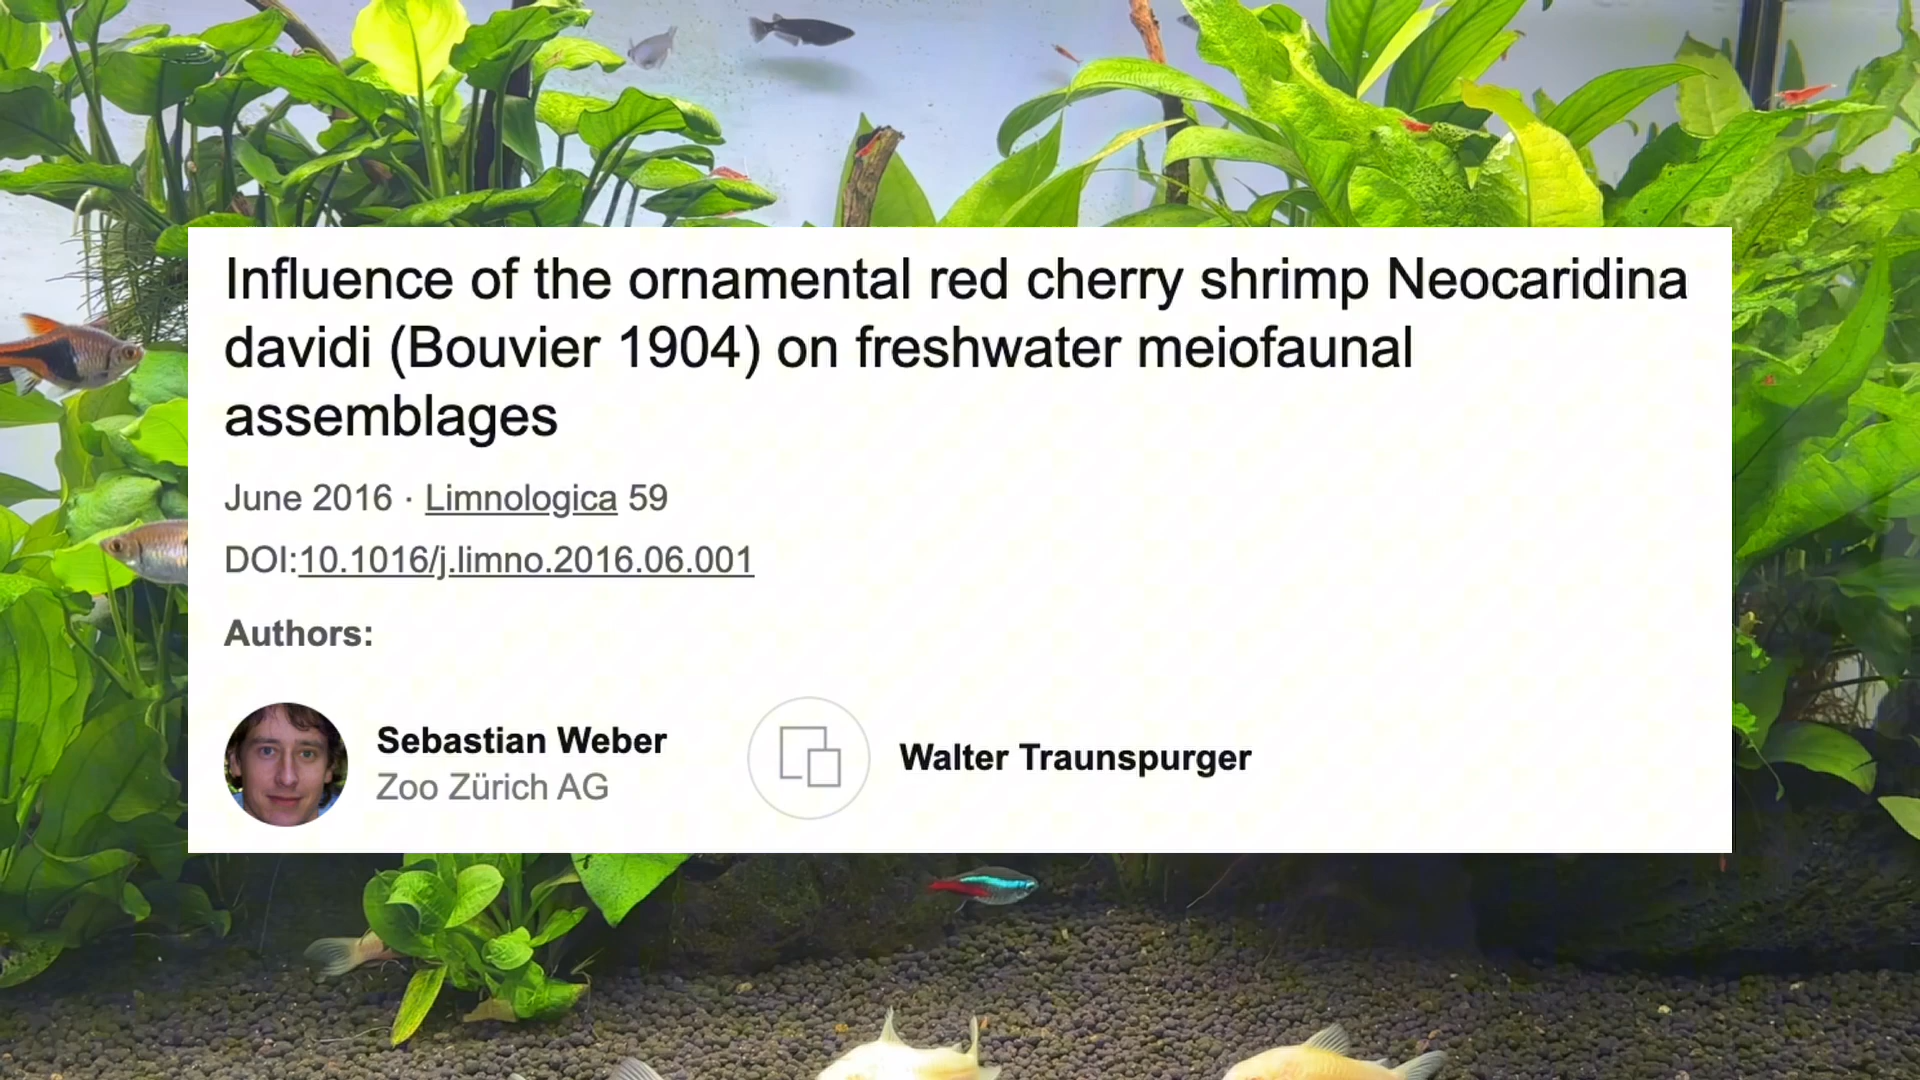 Influence of the ornamental red cherry shrimp Neocaridina
davidi (Bouvier 1904) on freshwater meiofaunal
assemblages
June 2016 · Limnologica 59
DOI:10.1016/j.limno.2016.06.001
Authors:
Sebastian Weber
Zoo Zürich AG
Walter Traunspurger